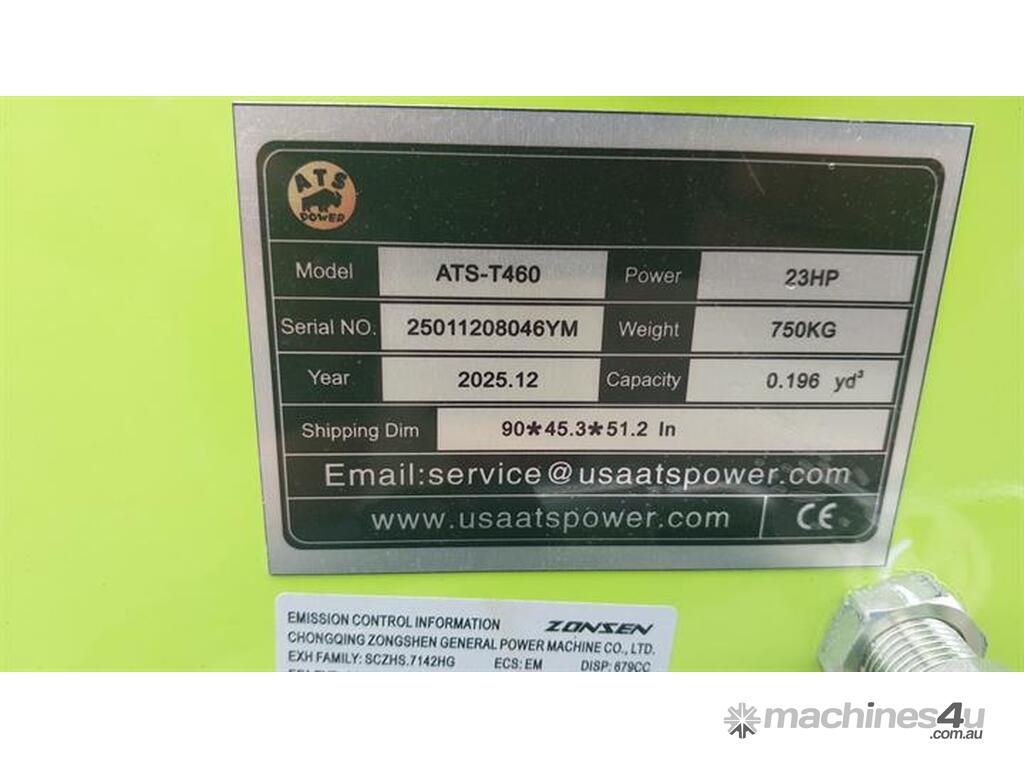 ATS
POWER
Model ATS-T460 Power 23HP
Serial NO. 25011208046YM Weight 750KG
Year 2025.12 Capacity 0.196 yd³
Shipping Dim 90*45.3*51.2 In
Email:service@usaatspower.com
www.usaatspower.com CE
EMISSION CONTROL INFORMATION ZONSEN
CHONGQING ZONGSHEN GENERAL POWER MACHINE CO., LTD.
EXH FAMILY: SCZHS.7142HG ECS: EM DISP: 679CC
machines4u
.com.au